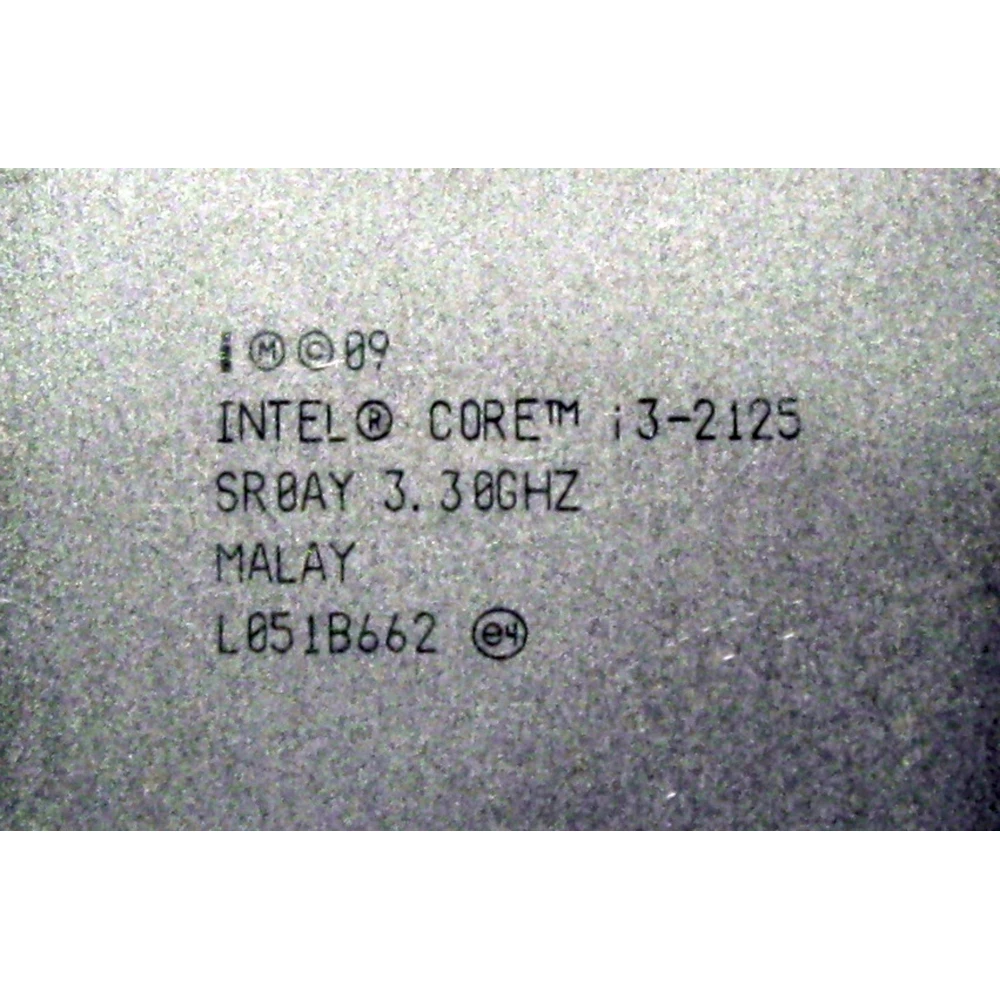 i Ⓜ © 09
INTEL® CORE™ i3-2125
SR0AY 3.30GHZ
MALAY
L051B662 e4